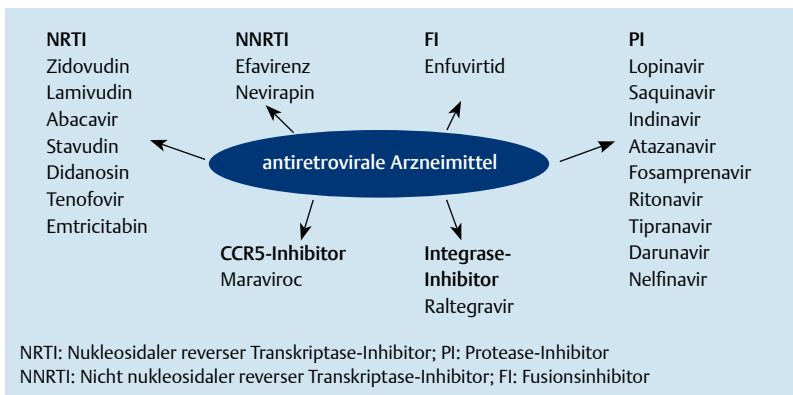 NRTI
Zidovudin
Lamivudin
Abacavir
Stavudin
Didanosin
Tenofovir
Emtricitabin
NNRTI
Efavirenz
Nevirapin
FI
Enfuvirtid
PI
Lopinavir
Saquinavir
Indinavir
Atazanavir
Fosamprenavir
Ritonavir
Tipranavir
Darunavir
Nelfinavir
antiretrovirale Arzneimittel
CCR5-Inhibitor
Maraviroc
Integrase-
Inhibitor
Raltegravir
NRTI: Nukleosidaler reverser Transkriptase-Inhibitor; PI: Protease-Inhibitor
NNRTI: Nicht nukleosidaler reverser Transkriptase-Inhibitor; FI: Fusionsinhibitor